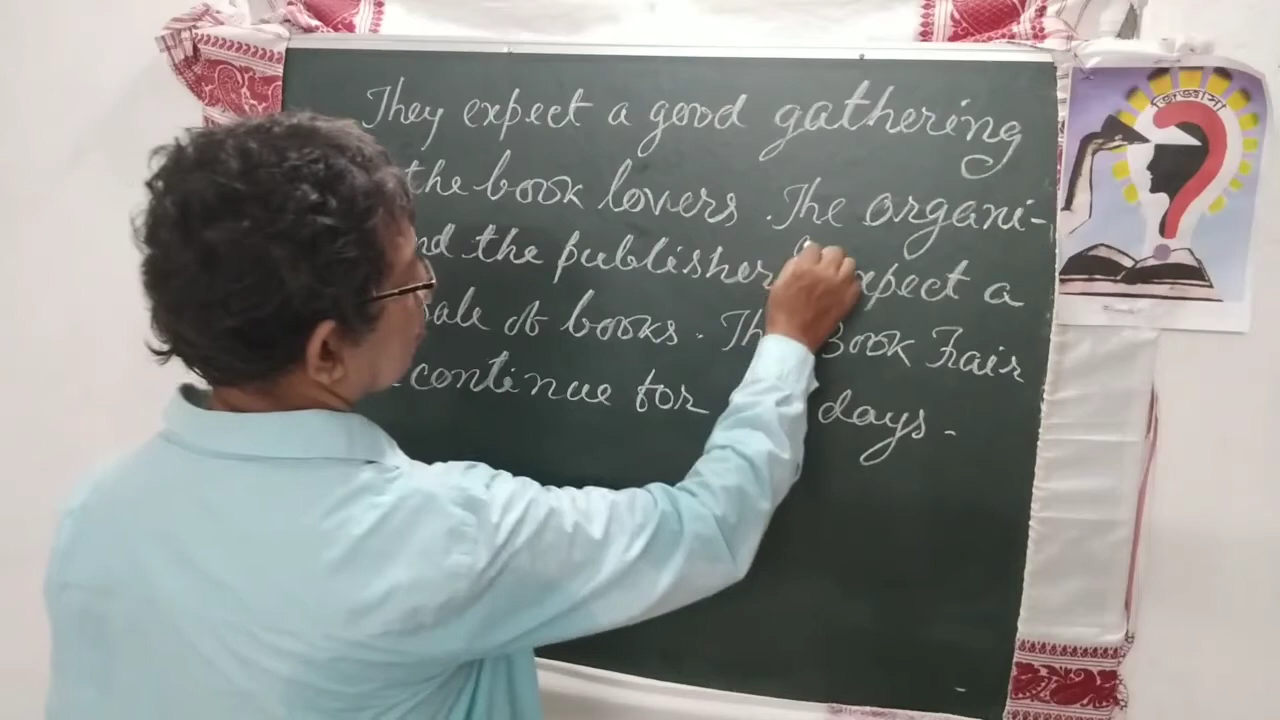 They expect a good gathering
the book lovers. The organi-
the publisher expect a
sale of books. The Book Fair
continue for days.
জিজ্ঞাসা